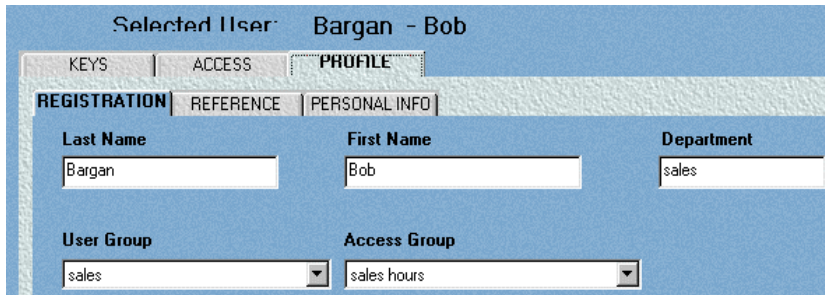 Selected User: Bargan - Bob
KEYS ACCESS PROFILE
REGISTRATION REFERENCE PERSONAL INFO
Last Name First Name Department
Bargan Bob sales
User Group Access Group
sales sales hours